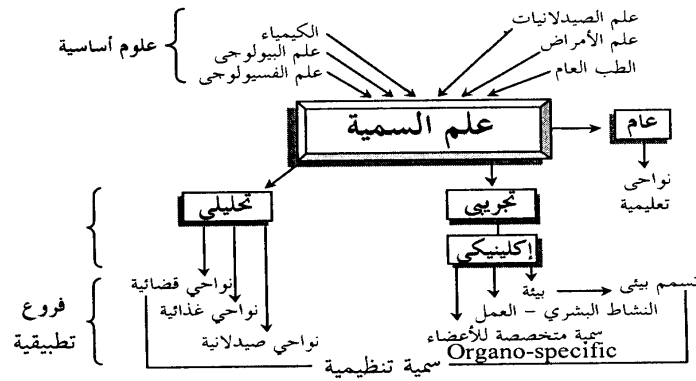 علم الصيدلانيات
علم الأمراض
الطب العام
الكيمياء
علم البيولوجى
علم الفسيولوجى
علوم أساسية
علم السمية
عام
نواحى
تعليمية
تجريبى
تحليلي
إكلينيكي
تسمم بيئى
بيئة
النشاط البشري - العمل
سمية متخصصة للأعضاء
Organo-specific
نواحي قضائية
نواحي غذائية
نواحي صيدلانية
فروع
تطبيقية
سمية تنظيمية